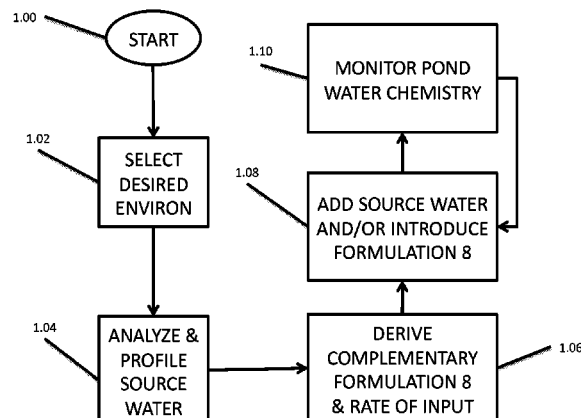 1.00
START
1.02
SELECT
DESIRED
ENVIRON
1.04
ANALYZE &
PROFILE
SOURCE
WATER
DERIVE
COMPLEMENTARY
FORMULATION 8
& RATE OF INPUT
1.06
1.08
ADD SOURCE WATER
AND/OR INTRODUCE
FORMULATION 8
1.10
MONITOR POND
WATER CHEMISTRY